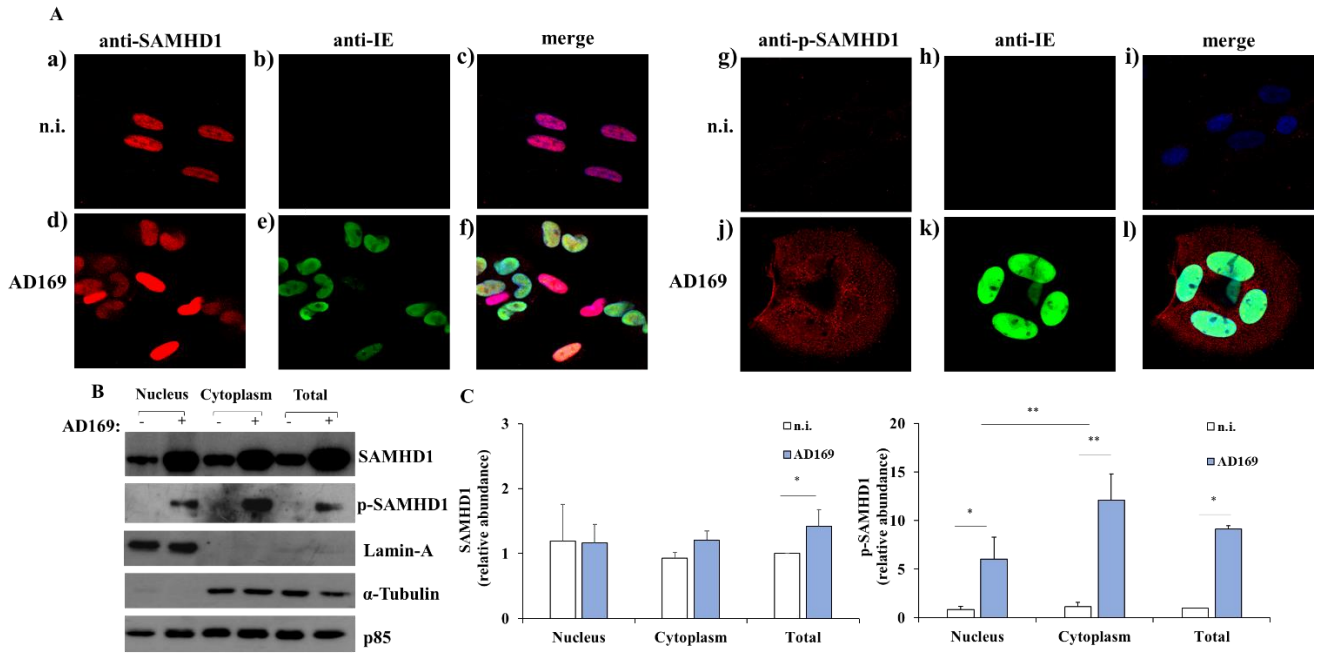 A
anti-SAMHD1 anti-IE merge
anti-p-SAMHD1 anti-IE merge
a) b) c) g) h) i)
n.i. n.i.
d) e) f) j) k) l)
AD169 AD169
B
Nucleus Cytoplasm Total
AD169: - + - + - +
SAMHD1
p-SAMHD1
Lamin-A
α-Tubulin
p85
C
SAMHD1
(relative abundance)
3
2
1
0
n.i.
AD169
*
Nucleus Cytoplasm Total
p-SAMHD1
(relative abundance)
20
15
10
5
0
**
**
n.i.
AD169
*
*
Nucleus Cytoplasm Total